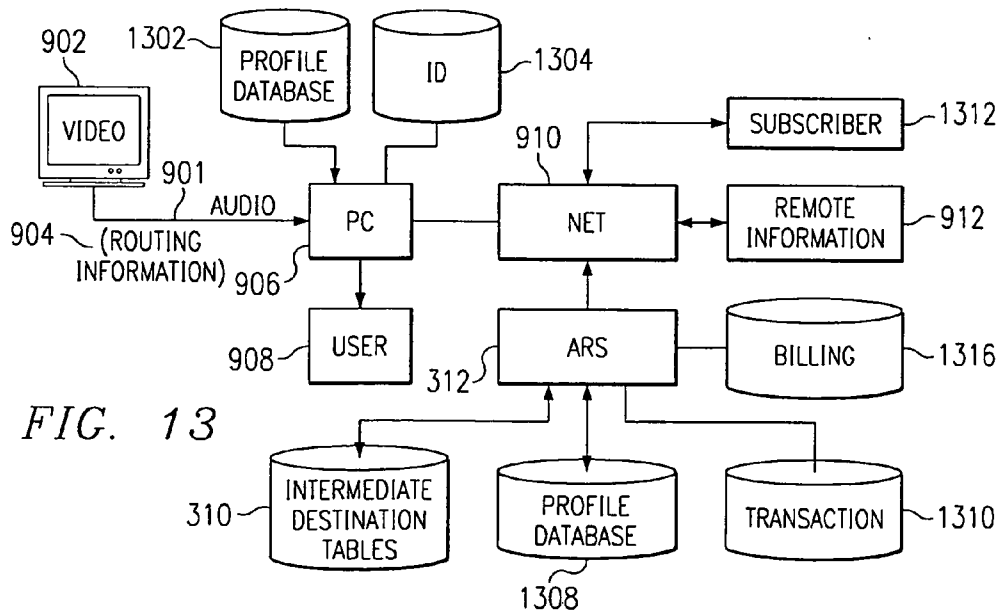 902
1302
1304
VIDEO
PROFILE
DATABASE
ID
910
SUBSCRIBER
1312
901
AUDIO
904
(ROUTING
INFORMATION)
PC
906
NET
REMOTE
INFORMATION
912
USER
908
ARS
312
BILLING
1316
FIG. 13
INTERMEDIATE
DESTINATION
TABLES
310
PROFILE
DATABASE
1308
TRANSACTION
1310